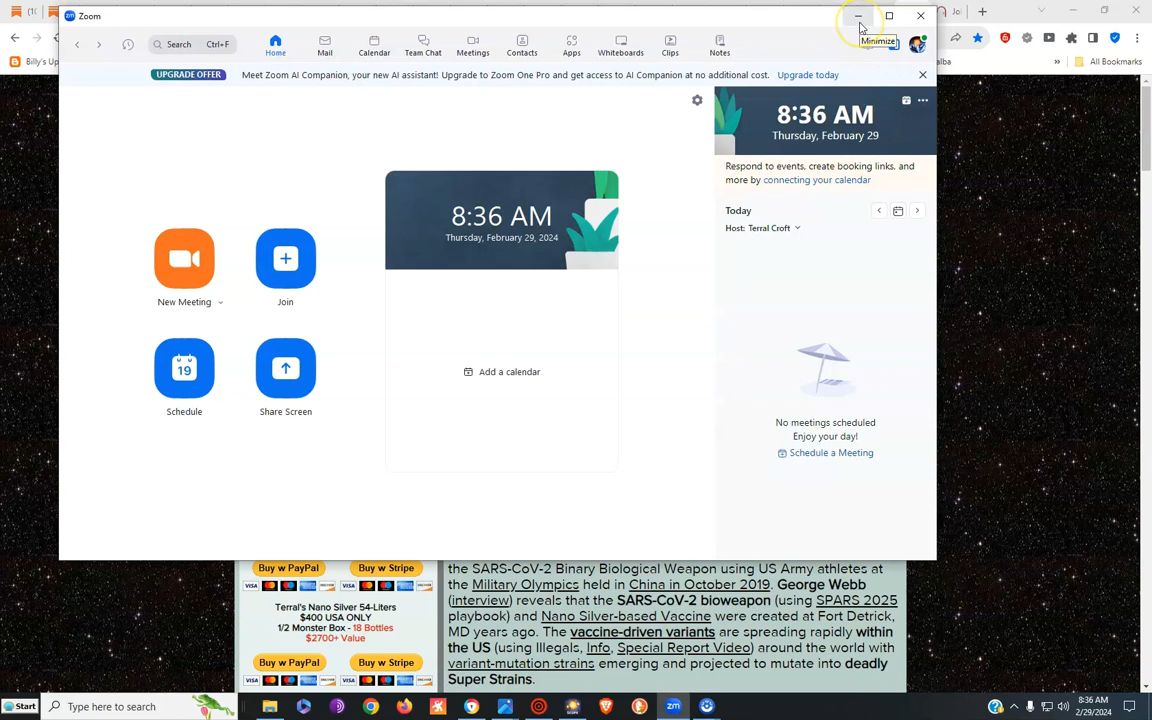 Zoom
Minimize
Search Ctrl+F
Home
Mail
Calendar
Team Chat
Meetings
Contacts
Apps
Whiteboards
Clips
Notes
Billy's Up
All Bookmarks
UPGRADE OFFER
Meet Zoom AI Companion, your new AI assistant! Upgrade to Zoom One Pro and get access to AI Companion at no additional cost. Upgrade today
8:36 AM
Thursday, February 29
Respond to events, create booking links, and
more by connecting your calendar
Today
Host: Terral Croft
8:36 AM
Thursday, February 29, 2024
New Meeting
Join
19
Schedule
Share Screen
Add a calendar
No meetings scheduled
Enjoy your day!
Schedule a Meeting
Buy w PayPal
Buy w Stripe
Terral's Nano Silver 54-Liters
$400 USA ONLY
1/2 Monster Box - 18 Bottles
$2700+ Value
Buy w PayPal
Buy w Stripe
the SARS-CoV-2 Binary Biological Weapon using US Army athletes at
the Military Olympics held in China in October 2019. George Webb
(interview) reveals that the SARS-CoV-2 bioweapon (using SPARS 2025
playbook) and Nano Silver-based Vaccine were created at Fort Detrick,
MD years ago. The vaccine-driven variants are spreading rapidly within
the US (using Illegals, Info, Special Report Video) around the world with
variant-mutation strains emerging and projected to mutate into deadly
Super Strains.
Start
Type here to search
zm
8:36 AM
2/29/2024